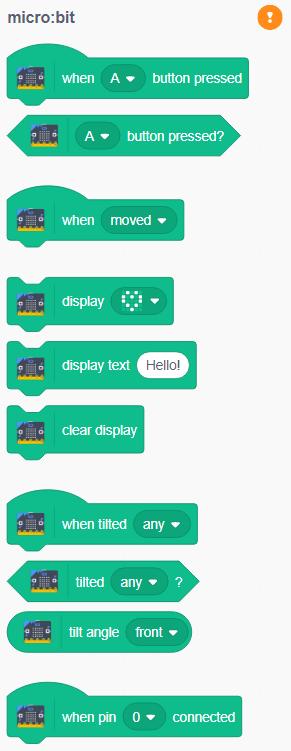 micro:bit
when A button pressed
A button pressed?
when moved
display
display text Hello!
clear display
when tilted any
tilted any ?
tilt angle front
when pin 0 connected